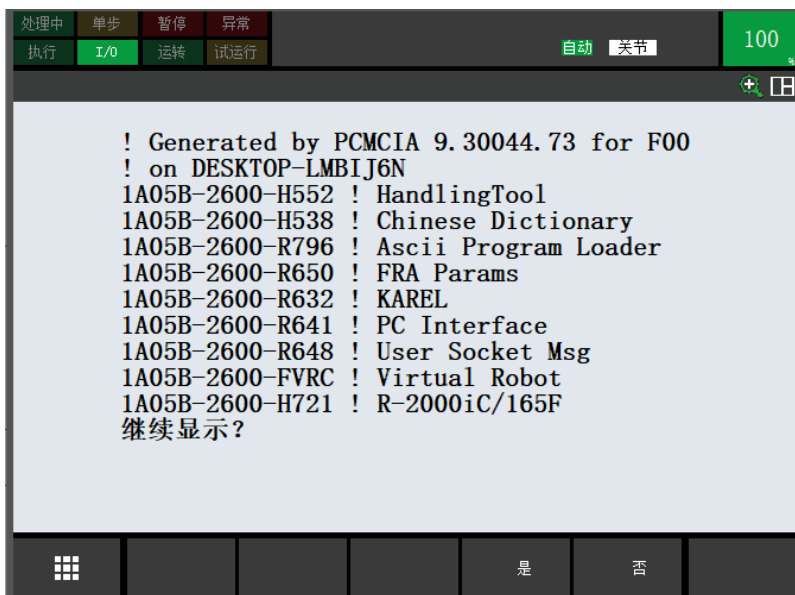 处理中 单步 暂停 异常
执行 I/O 运转 试运行 自动 关节 100 %
! Generated by PCMCIA 9.30044.73 for F00
! on DESKTOP-LMBIJ6N
1A05B-2600-H552 ! HandlingTool
1A05B-2600-H538 ! Chinese Dictionary
1A05B-2600-R796 ! Ascii Program Loader
1A05B-2600-R650 ! FRA Params
1A05B-2600-R632 ! KAREL
1A05B-2600-R641 ! PC Interface
1A05B-2600-R648 ! User Socket Msg
1A05B-2600-FVRC ! Virtual Robot
1A05B-2600-H721 ! R-2000iC/165F
继续显示?
是 否